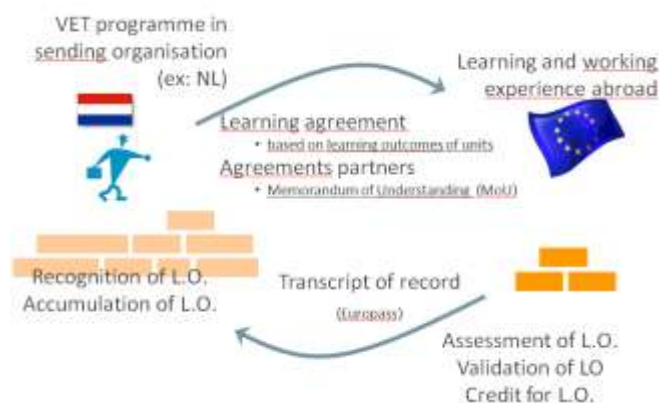 VET programme in
sending organisation
(ex: NL)
Learning and working
experience abroad
Learning agreement
• based on learning outcomes of units
Agreements partners
• Memorandum of Understanding (MoU)
Recognition of L.O.
Accumulation of L.O.
Transcript of record
(Europass)
Assessment of L.O.
Validation of LO
Credit for L.O.